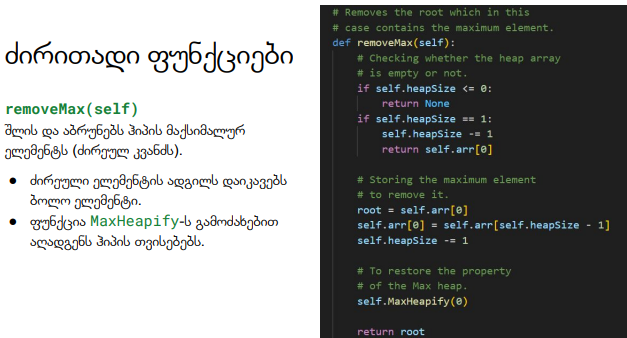 ძირითადი ფუნქციები
removeMax(self)
შლის და აბრუნებს ჰიპის მაქსიმალურ
ელემენტს (ძირეულ კვანძს).
● ძირეული ელემენტის ადგილს დაიკავებს
ბოლო ელემენტი.
● ფუნქცია MaxHeapify-ს გამოძახებით
აღადგენს ჰიპის თვისებებს.
# Removes the root which in this
# case contains the maximum element.
def removeMax(self):
    # Checking whether the heap array
    # is empty or not.
    if self.heapSize <= 0:
        return None
    if self.heapSize == 1:
        self.heapSize -= 1
        return self.arr[0]
    # Storing the maximum element
    # to remove it.
    root = self.arr[0]
    self.arr[0] = self.arr[self.heapSize - 1]
    self.heapSize -= 1
    # To restore the property
    # of the Max heap.
    self.MaxHeapify(0)
    return root